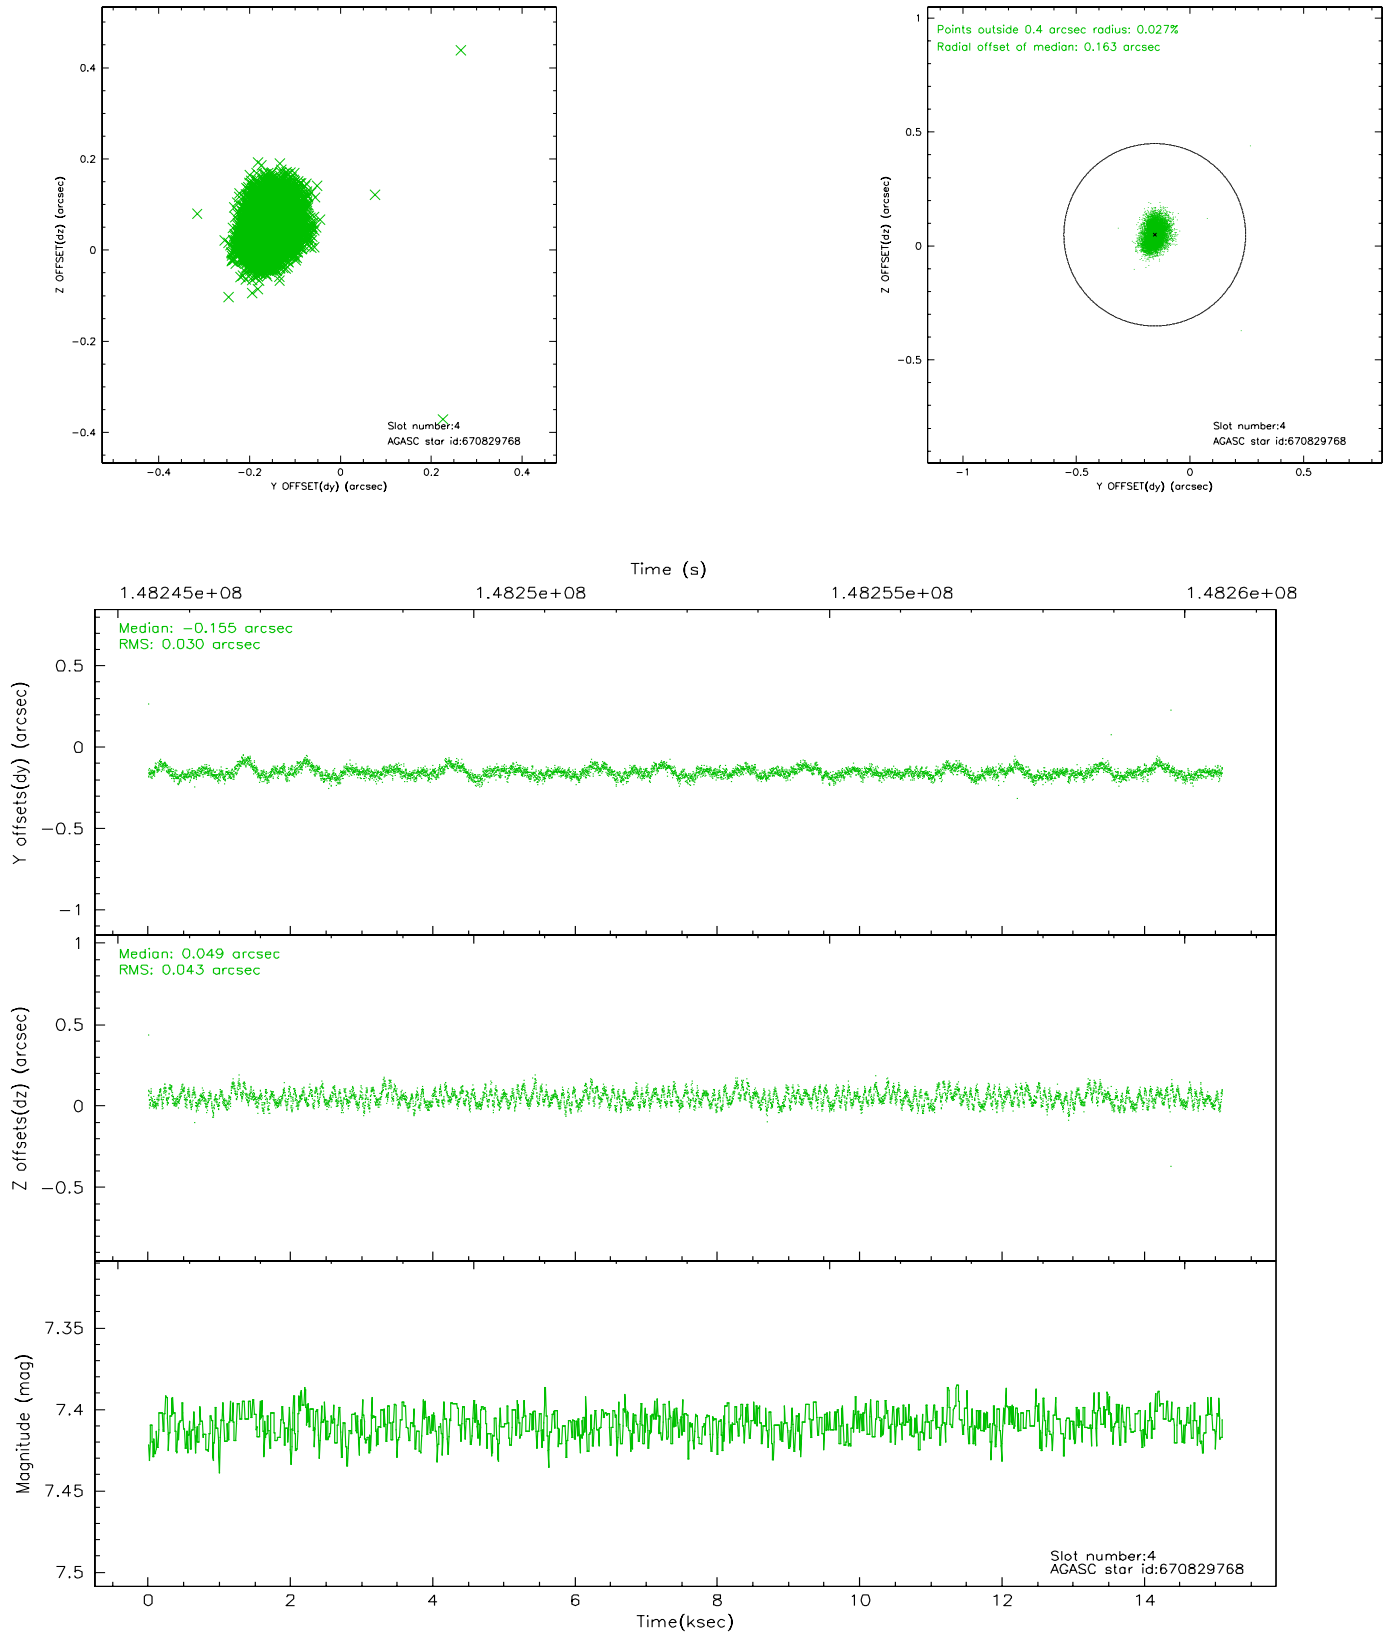 0.4
0.2
0
−0.2
−0.4
Z OFFSET(dz) (arcsec)
Slot number:4
AGASC star id:670829768
−0.4 −0.2 0 0.2 0.4
Y OFFSET(dy) (arcsec)
Points outside 0.4 arcsec radius: 0.027%
Radial offset of median: 0.163 arcsec
1
0.5
0
−0.5
Z OFFSET(dz) (arcsec)
Slot number:4
AGASC star id:670829768
−1 −0.5 0 0.5
Y OFFSET(dy) (arcsec)
Time (s)
1.48245e+08 1.4825e+08 1.48255e+08 1.4826e+08
Median: −0.155 arcsec
RMS: 0.030 arcsec
0.5
0
−0.5
−1
Y offsets(dy) (arcsec)
Median: 0.049 arcsec
RMS: 0.043 arcsec
1
0.5
0
−0.5
Z offsets(dz) (arcsec)
7.35
7.4
7.45
7.5
Magnitude (mag)
Slot number:4
AGASC star id:670829768
0 2 4 6 8 10 12 14
Time(ksec)